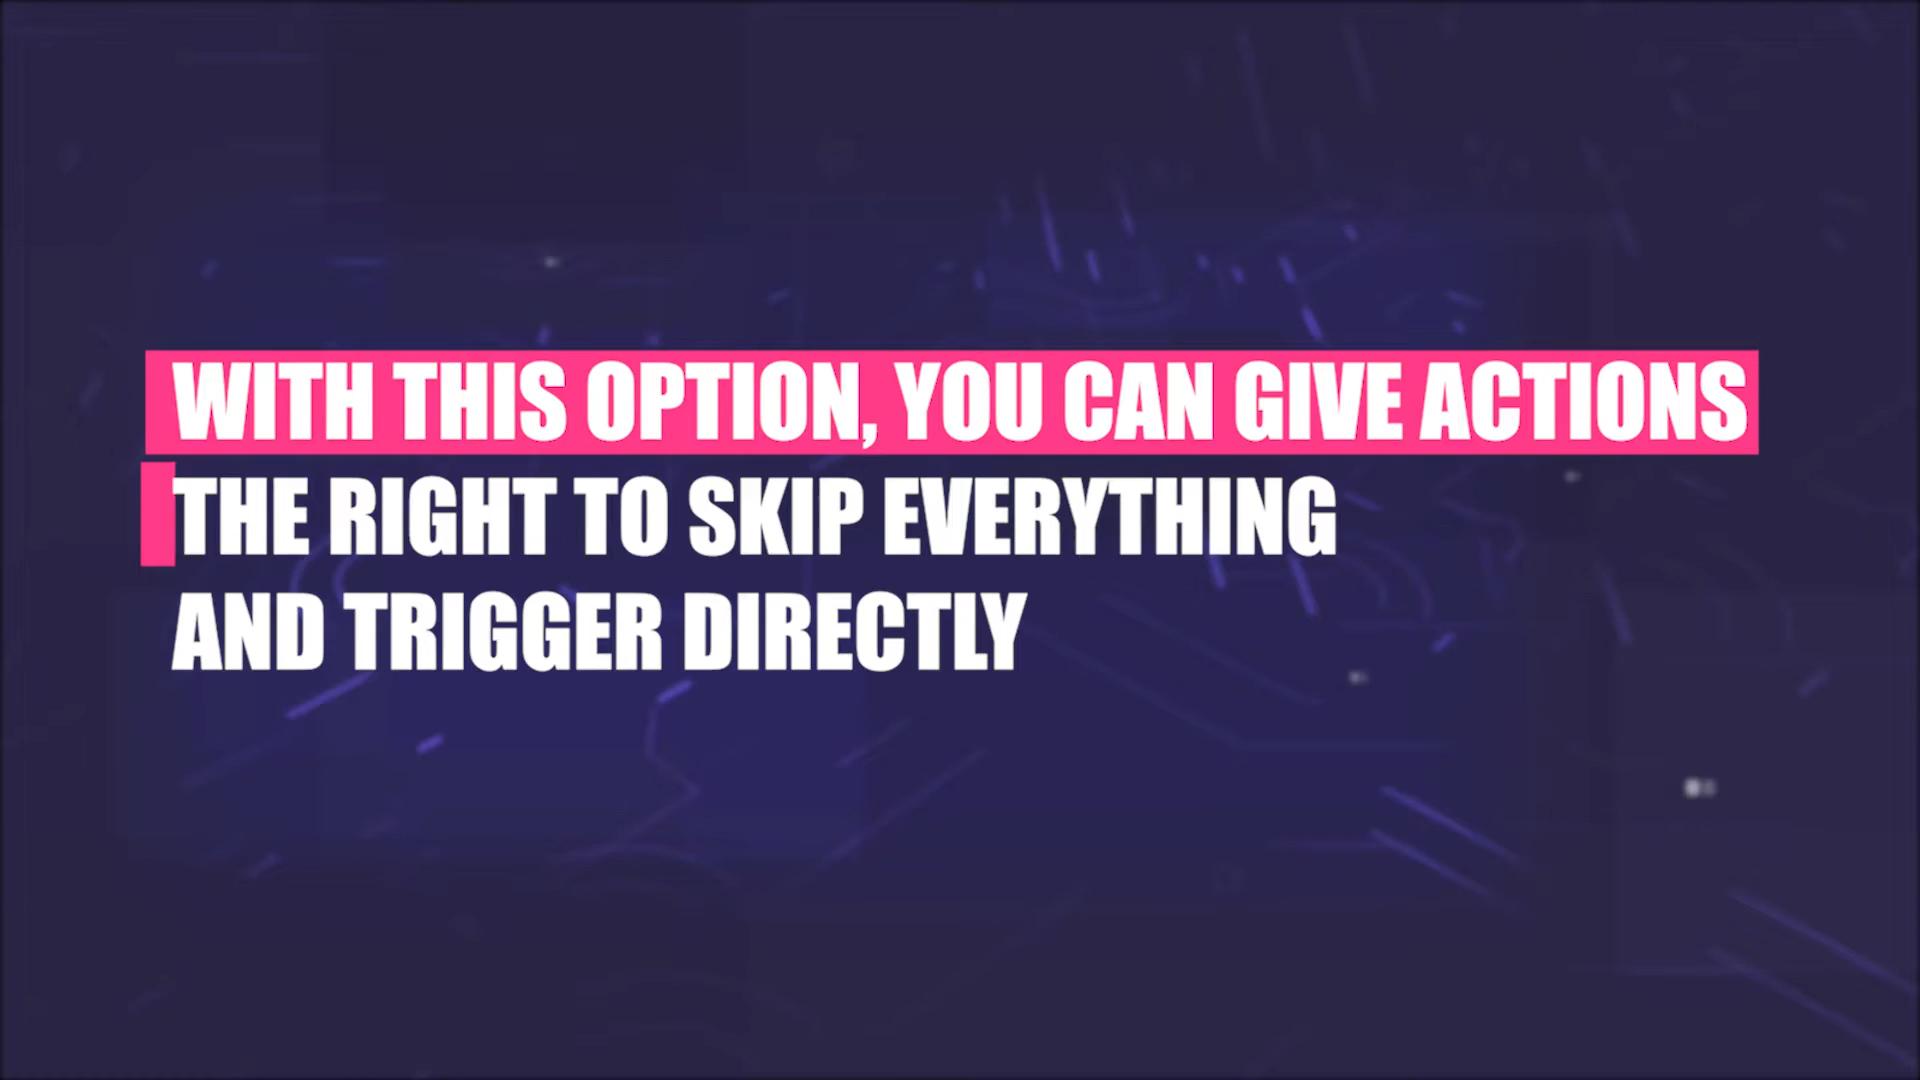 WITH THIS OPTION, YOU CAN GIVE ACTIONS
THE RIGHT TO SKIP EVERYTHING
AND TRIGGER DIRECTLY